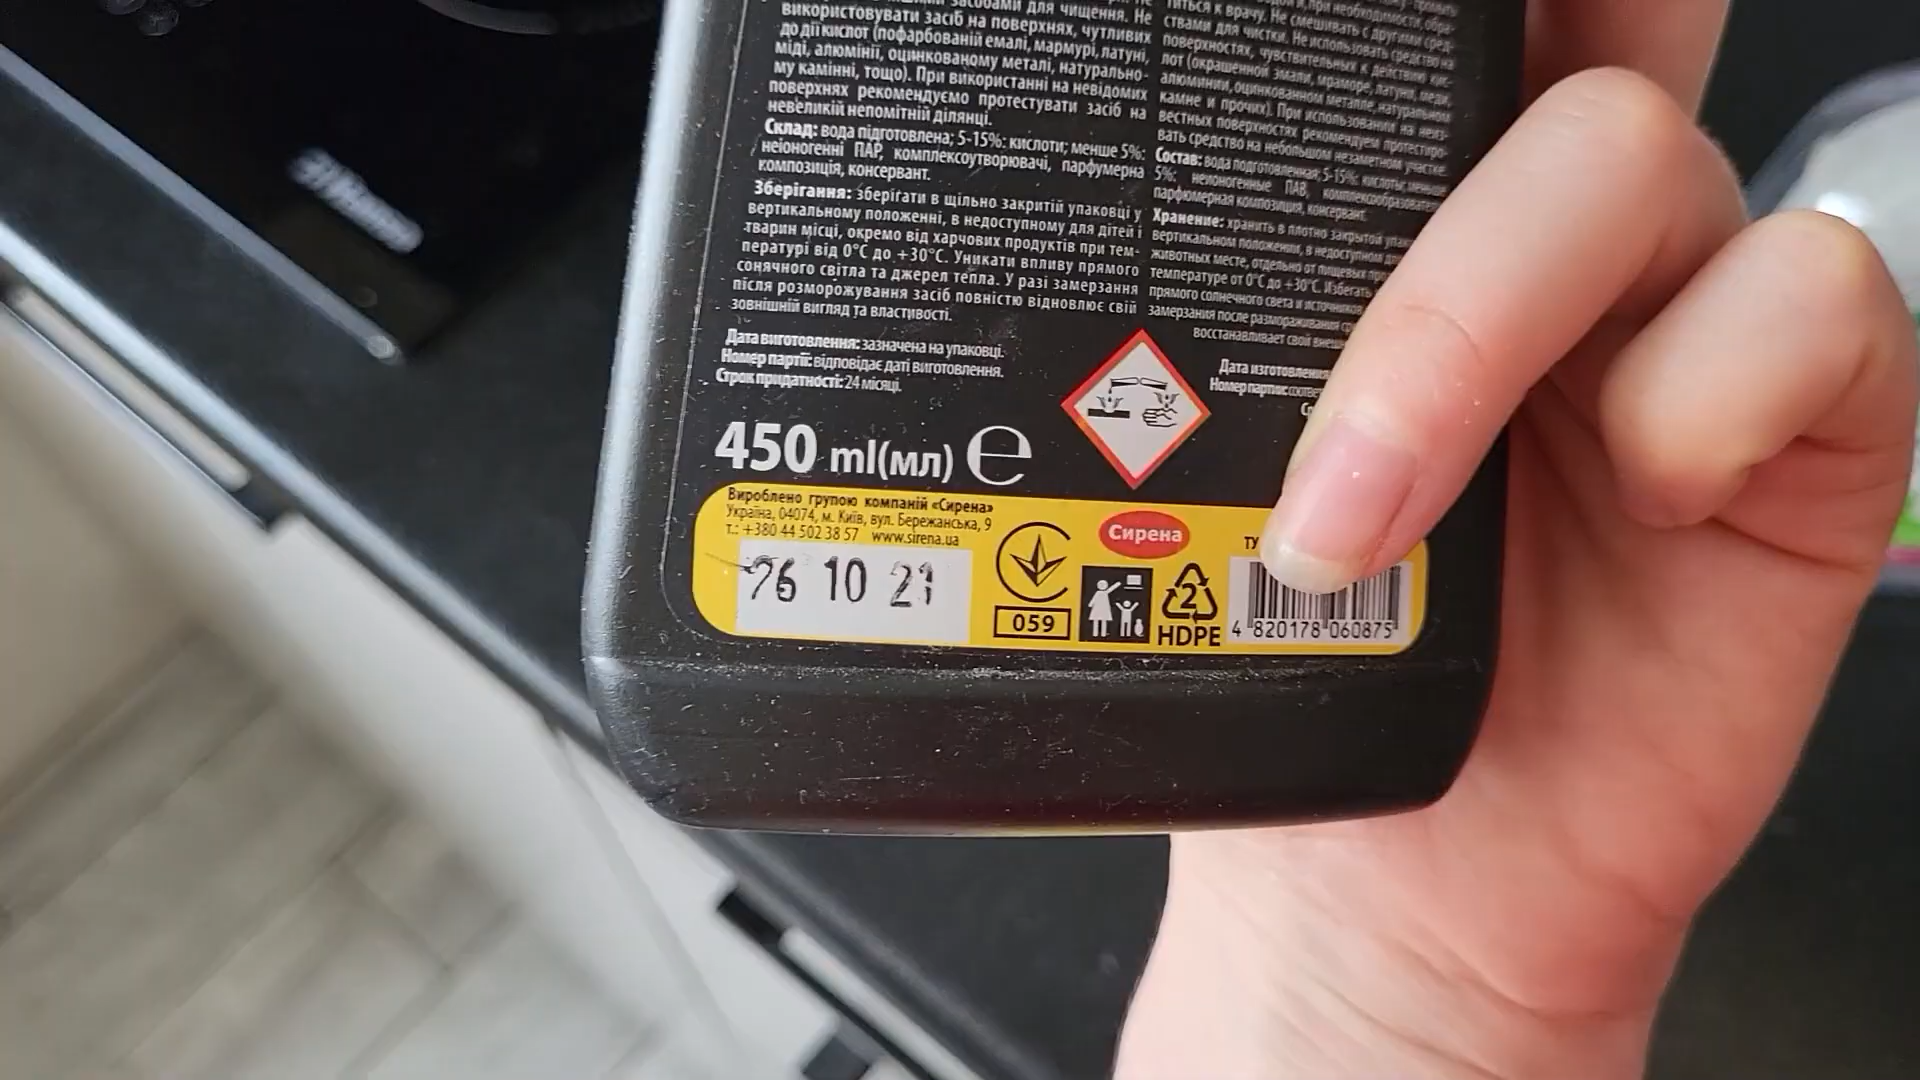 використовувати засіб на поверхнях, чутливих
до дії кислот (пофарбованій емалі, мармурі, латуні,
міді, алюмінії, оцинкованому металі, натурально-
му камінні, тощо). При використанні на невідомих
поверхнях рекомендуємо протестувати засіб на
невеликій непомітній ділянці.
Склад: вода підготовлена; 5-15%: кислоти; менше 5%:
неіоногенні ПАР, комплексоутворювачі, парфумерна
композиція, консервант.
Зберігання: зберігати в щільно закритій упаковці у
вертикальному положенні, в недоступному для дітей і
тварин місці, окремо від харчових продуктів при тем-
пературі від 0°C до +30°C. Уникати впливу прямого
сонячного світла та джерел тепла. У разі замерзання
після розморожування засіб повністю відновлює свій
зовнішній вигляд та властивості.
Дата виготовлення: зазначена на упаковці.
Номер партії: відповідає даті виготовлення.
Строк придатності: 24 місяці.
450 ml(мл) e
титься к врачу. Не смешивать с другими сред-
ствами для чистки. Не использовать средство на
поверхностях, чувствительных к действию кис-
лот (окрашенной эмали, мраморе, латуни, меди,
алюминии, оцинкованном металле, натуральном
камне и прочих). При использовании на неиз-
вестных поверхностях рекомендуем протестиро-
вать средство на небольшом незаметном участке.
Состав: вода подготовленная; 5-15%: кислоты; меньше
5%: неионогенные ПАВ,
парфюмерная композиция, консервант.
Хранение: хранить в плотно закрытой
вертикальном положении, в недоступном
животных месте, отдельно от пищевых
температуре от 0°C до +30°C. Избегать
прямого солнечного света и
замерзания после размораживания
восстанавливает свой
Дата изготовления
Номер партии:
Вироблено групою компаній «Сирена»
Україна, 04074, м. Київ, вул. Бережанська, 9
т.: +380 44 502 38 57 www.sirena.ua
10 21
059
Сирена
2
HDPE
ТУ
4 820178 060875